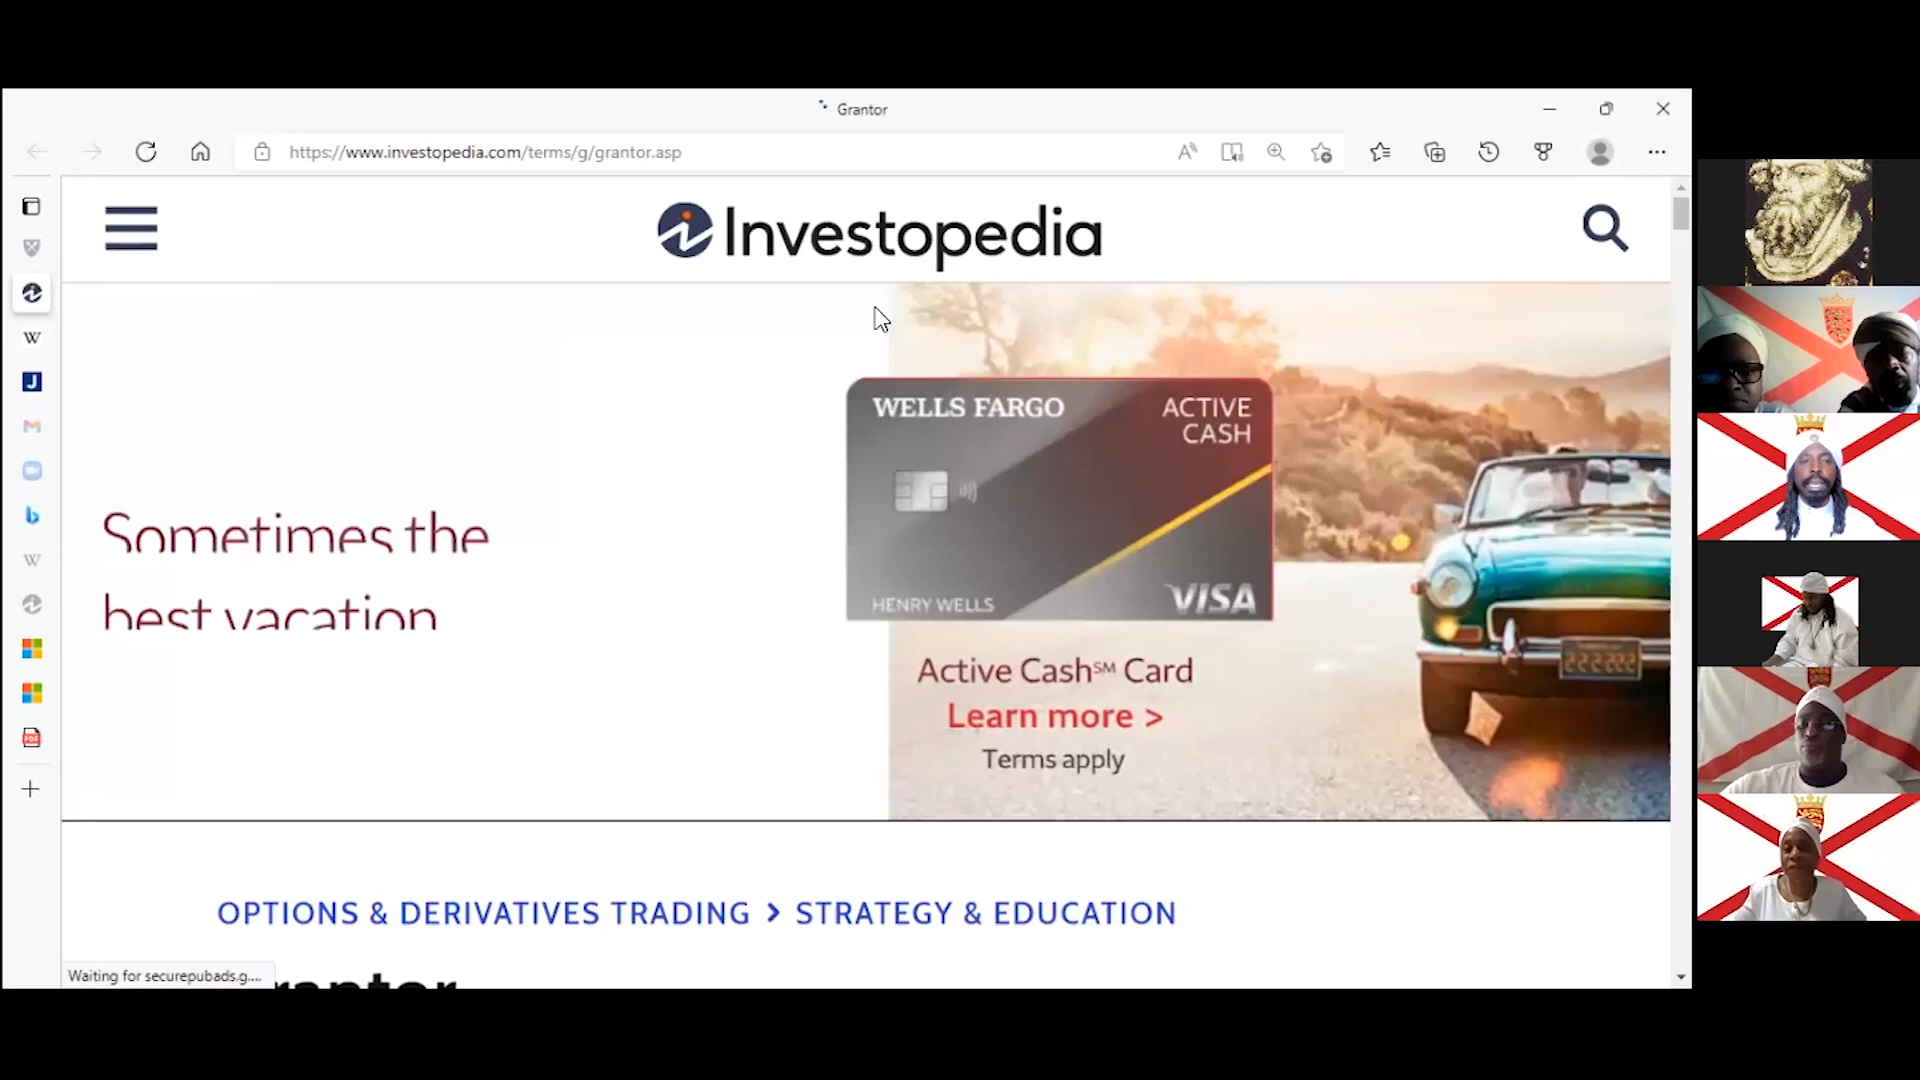 Grantor
https://www.investopedia.com/terms/g/grantor.asp
Investopedia
WELLS FARGO
ACTIVE
CASH
HENRY WELLS
VISA
Sometimes the
best vacation
Active Cash℠ Card
Learn more >
Terms apply
OPTIONS & DERIVATIVES TRADING > STRATEGY & EDUCATION
Waiting for securepubads.g....